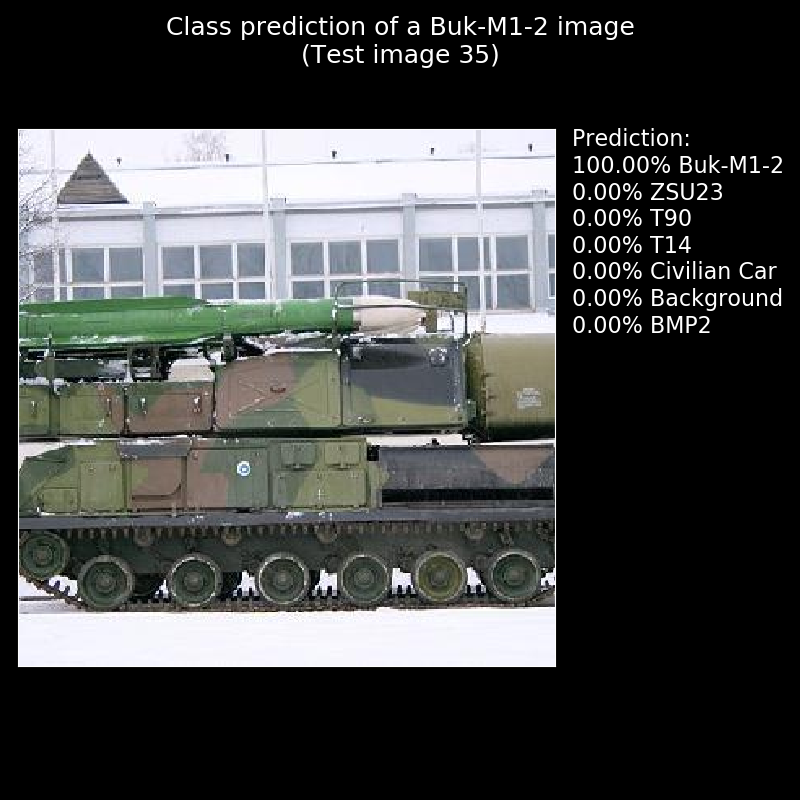 Class prediction of a Buk-M1-2 image
(Test image 35)
Prediction:
100.00% Buk-M1-2
0.00% ZSU23
0.00% T90
0.00% T14
0.00% Civilian Car
0.00% Background
0.00% BMP2